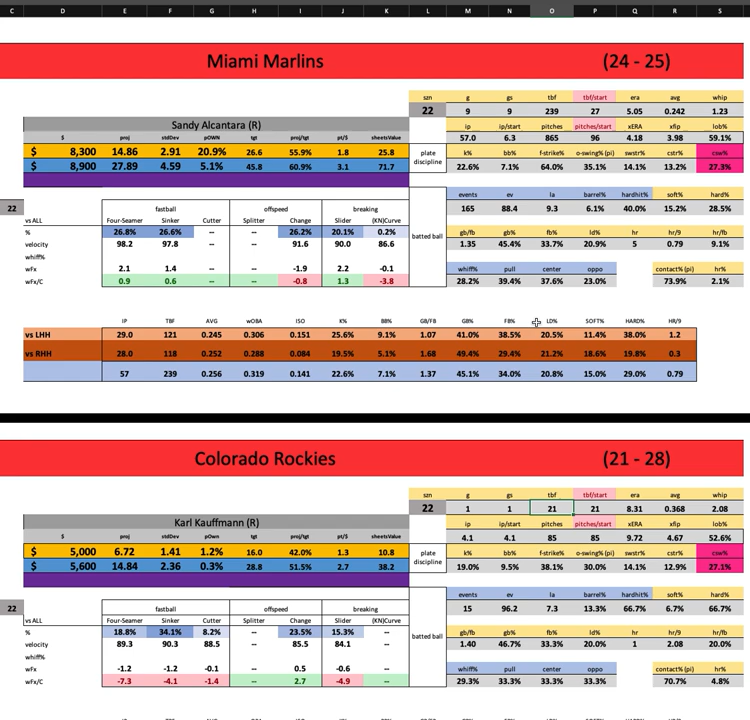 C D E F G H I J K L M N O P Q R S
Miami Marlins (24 - 25)
szn g gs tbf tbf/start era avg whip
22 9 9 239 27 5.05 0.242 1.23
Sandy Alcantara (R) ip ip/start pitches pitches/start xERA xfip lob%
57.0 6.3 865 96 4.18 3.98 59.1%
$ proj stdDev pOWN tgt proj/tgt pt/$ sheetsValue
$ 8,300 14.86 2.91 20.9% 26.6 55.9% 1.8 25.8 plate discipline k% bb% f-strike% o-swing% (pi) swstr% cstr% csw%
$ 8,900 27.89 4.59 5.1% 45.8 60.9% 3.1 71.7 22.6% 7.1% 64.0% 35.1% 14.1% 13.2% 27.3%
events ev la barrel% hardhit% soft% hard%
22 fastball offspeed breaking 165 88.4 9.3 6.1% 40.0% 15.2% 28.5%
vs ALL Four-Seamer Sinker Cutter Splitter Change Slider (KN)Curve
% 26.8% 26.6% -- -- 26.2% 20.1% 0.2% batted ball gb/fb gb% fb% ld% hr hr/9 hr/fb
velocity 98.2 97.8 -- -- 91.6 90.0 86.6 1.35 45.4% 33.7% 20.9% 5 0.79 9.1%
whiff%
wFx 2.1 1.4 -- -- -1.9 2.2 -0.1 whiff% pull center oppo contact% (pi) hr%
wFx/C 0.9 0.6 -- -- -0.8 1.3 -3.8 28.2% 39.4% 37.6% 23.0% 73.9% 2.1%
IP TBF AVG wOBA ISO K% BB% GB/FB GB% FB% LD% SOFT% HARD% HR/9
vs LHH 29.0 121 0.245 0.306 0.151 25.6% 9.1% 1.07 41.0% 38.5% 20.5% 11.4% 38.0% 1.2
vs RHH 28.0 118 0.252 0.288 0.084 19.5% 5.1% 1.68 49.4% 29.4% 21.2% 18.6% 19.8% 0.3
57 239 0.256 0.319 0.141 22.6% 7.1% 1.37 45.1% 34.0% 20.8% 15.0% 29.0% 0.79
Colorado Rockies (21 - 28)
szn g gs tbf tbf/start era avg whip
22 1 1 21 21 8.31 0.368 2.08
Karl Kauffmann (R) ip ip/start pitches pitches/start xERA xfip lob%
4.1 4.1 85 85 9.72 4.67 52.6%
$ proj stdDev pOwn tgt proj/tgt pt/$ sheetsValue
$ 5,000 6.72 1.41 1.2% 16.0 42.0% 1.3 10.8 plate discipline k% bb% f-strike% o-swing% (pi) swstr% cstr% csw%
$ 5,600 14.84 2.36 0.3% 28.8 51.5% 2.7 38.2 19.0% 9.5% 38.1% 30.0% 14.1% 12.9% 27.1%
events ev la barrel% hardhit% soft% hard%
22 fastball offspeed breaking 15 96.2 7.3 13.3% 66.7% 6.7% 66.7%
vs ALL Four-Seamer Sinker Cutter Splitter Change Slider (KN)Curve
% 18.8% 34.1% 8.2% -- 23.5% 15.3% -- batted ball gb/fb gb% fb% ld% hr hr/9 hr/fb
velocity 89.3 90.3 88.5 -- 85.5 84.1 -- 1.40 46.7% 33.3% 20.0% 1 2.08 20.0%
whiff%
wFx -1.2 -1.2 -0.1 0.5 -0.6 -- whiff% pull center oppo contact% (pi) hr%
wFx/C -7.3 -4.1 -1.4 -- 2.7 -4.9 -- 29.3% 33.3% 33.3% 33.3% 70.7% 4.8%